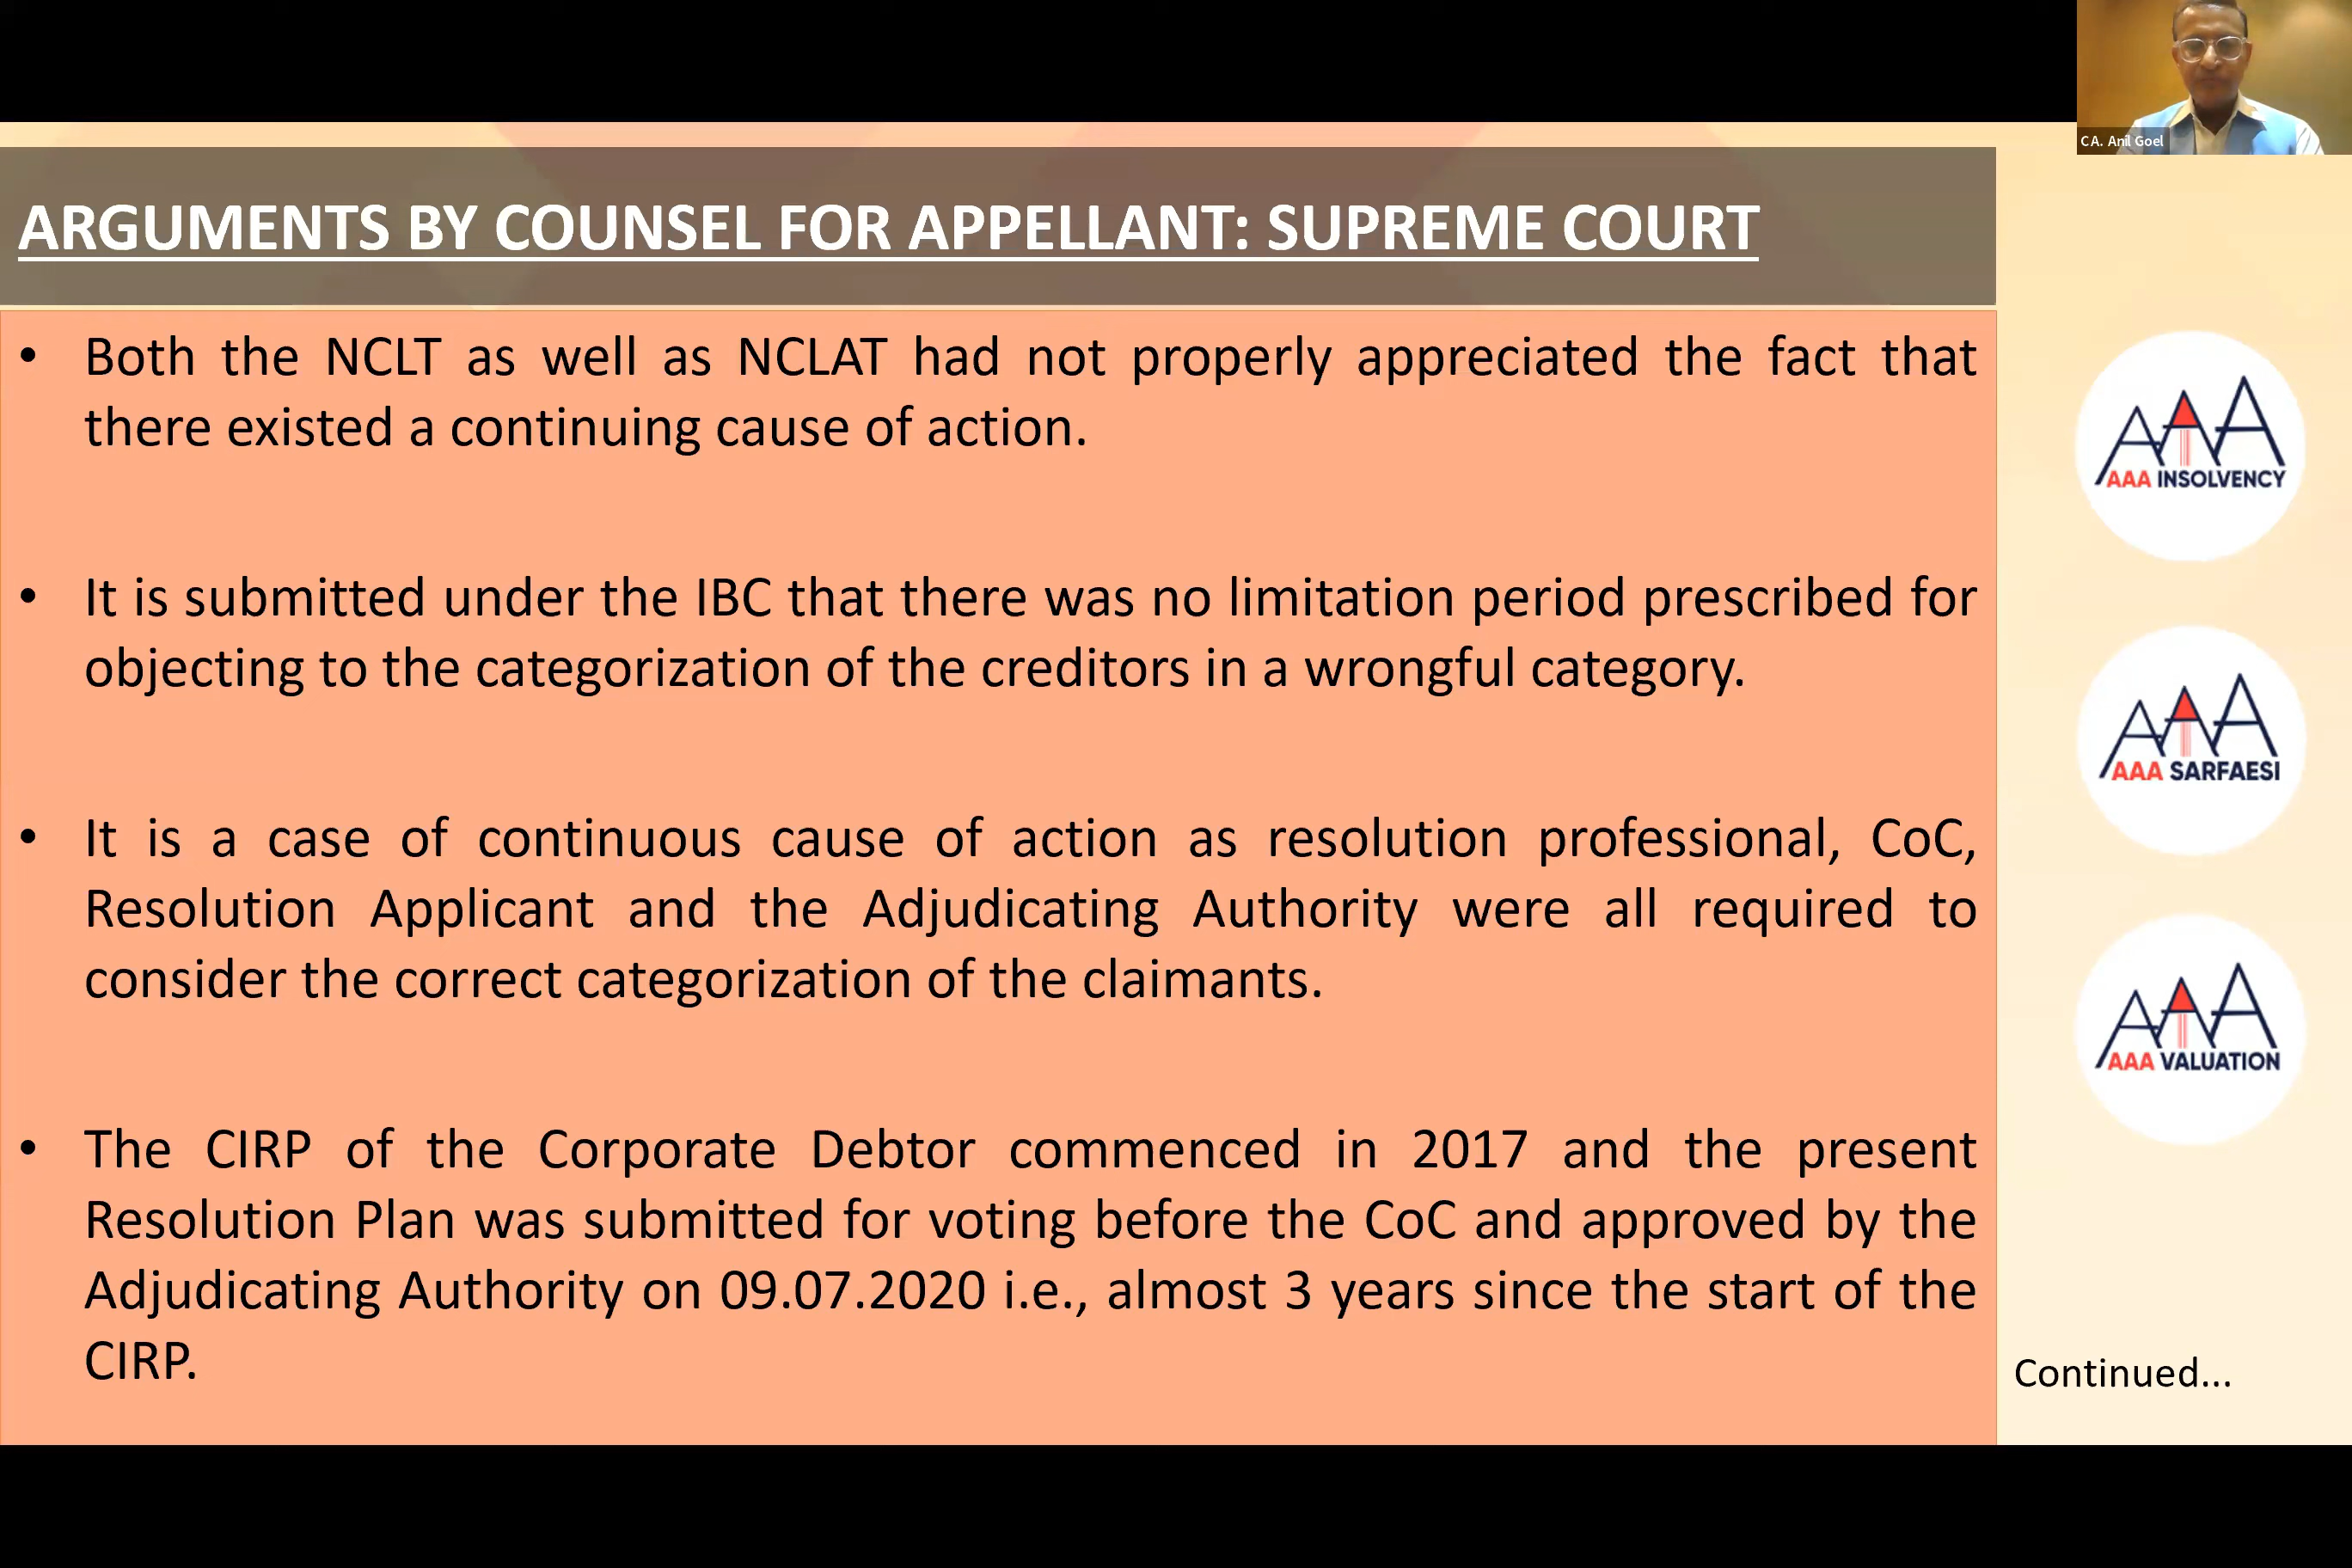 CA. Anil Goel
ARGUMENTS BY COUNSEL FOR APPELLANT: SUPREME COURT
• Both the NCLT as well as NCLAT had not properly appreciated the fact that
there existed a continuing cause of action.
• It is submitted under the IBC that there was no limitation period prescribed for
objecting to the categorization of the creditors in a wrongful category.
• It is a case of continuous cause of action as resolution professional, CoC,
Resolution Applicant and the Adjudicating Authority were all required to
consider the correct categorization of the claimants.
• The CIRP of the Corporate Debtor commenced in 2017 and the present
Resolution Plan was submitted for voting before the CoC and approved by the
Adjudicating Authority on 09.07.2020 i.e., almost 3 years since the start of the
CIRP.
AAA
AAA INSOLVENCY
AAA
AAA SARFAESI
AAA
AAA VALUATION
Continued...